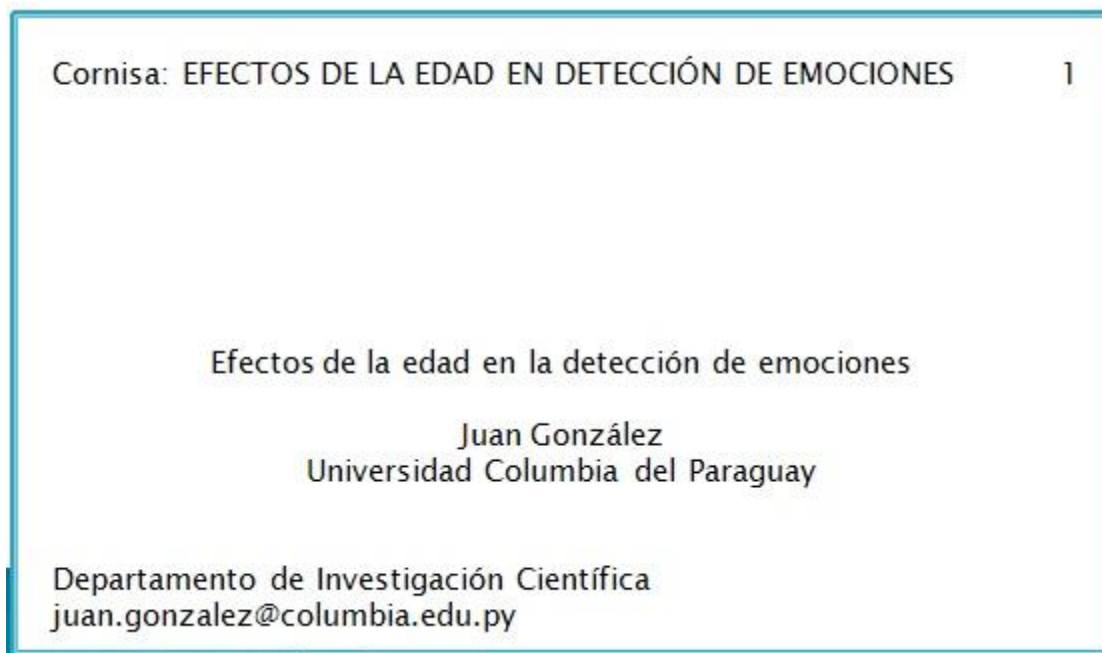 Cornisa: EFECTOS DE LA EDAD EN DETECCIÓN DE EMOCIONES 1
Efectos de la edad en la detección de emociones
Juan González
Universidad Columbia del Paraguay
Departamento de Investigación Científica
juan.gonzalez@columbia.edu.py